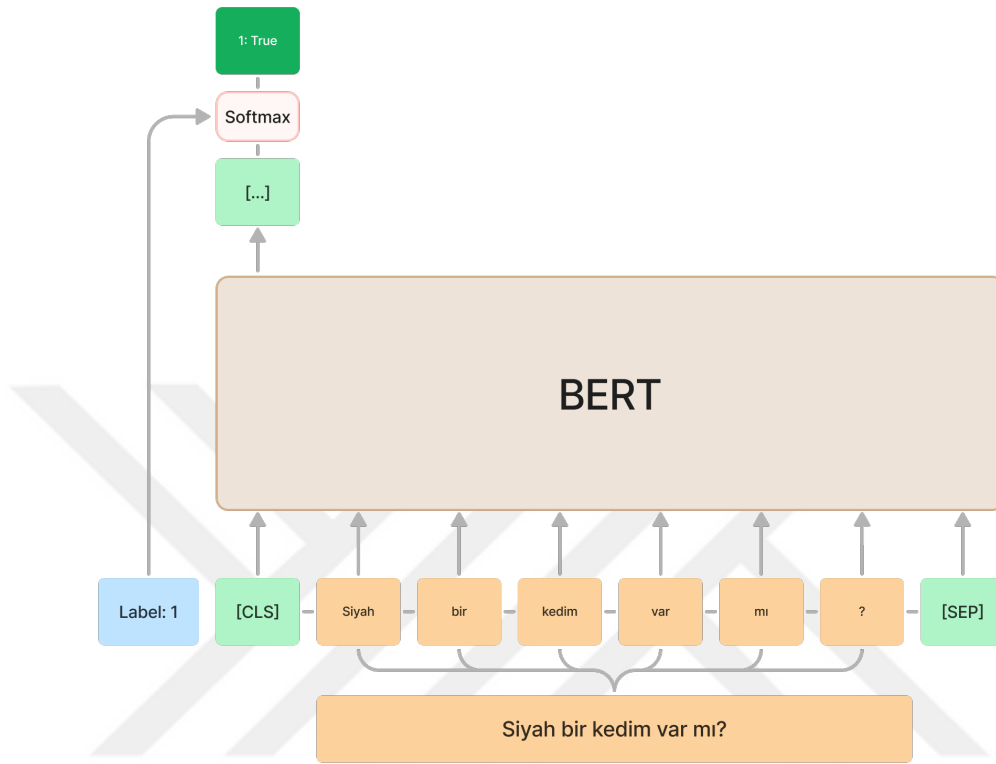 1: True
Softmax
[...]
BERT
Label: 1
[CLS]
Siyah
bir
kedim
var
mı
?
[SEP]
Siyah bir kedim var mı?